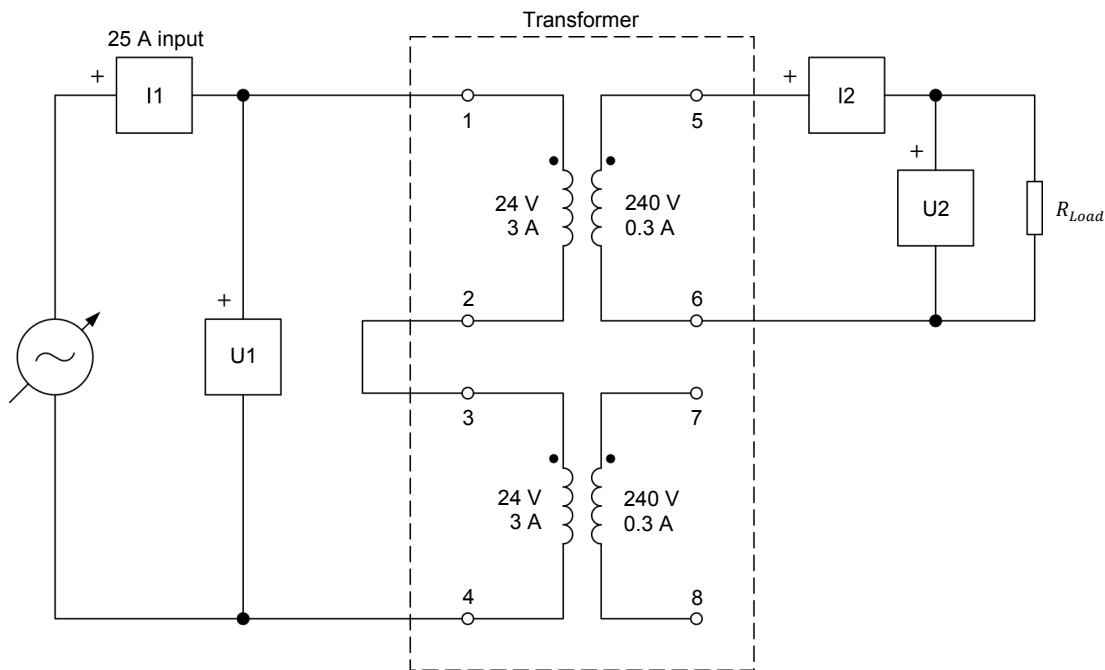 Transformer
25 A input
+
I1
+
I2
1
5
+
24 V
3 A
240 V
0.3 A
U2
R_Load
2
6
+
U1
3
7
24 V
3 A
240 V
0.3 A
4
8